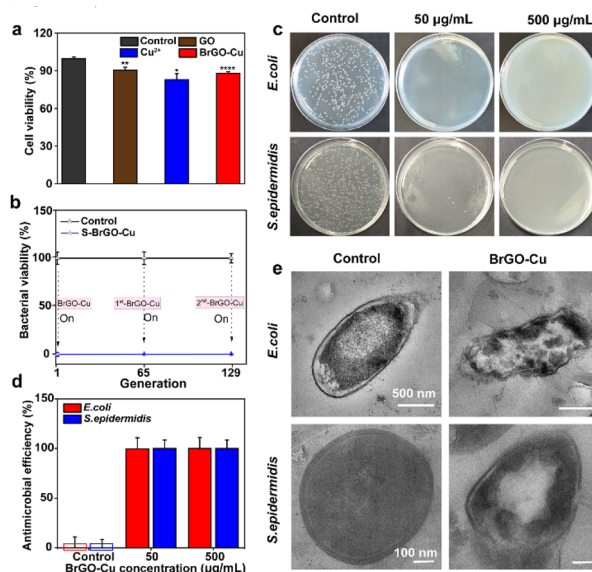 a
Control
GO
Cu²⁺
BrGO-Cu
Cell viability (%)
120
90
60
30
0
**
*
****
b
Bacterial viability (%)
150
100
50
0
Control
S-BrGO-Cu
BrGO-Cu
On
1ˢᵗ-BrGO-Cu
On
2ⁿᵈ-BrGO-Cu
On
1
65
129
Generation
d
Antimicrobial efficiency (%)
150
100
50
0
E.coli
S.epidermidis
Control
50
500
BrGO-Cu concentration (µg/mL)
c
Control
50 µg/mL
500 µg/mL
E.coli
S.epidermidis
e
Control
BrGO-Cu
E.coli
500 nm
S.epidermidis
100 nm